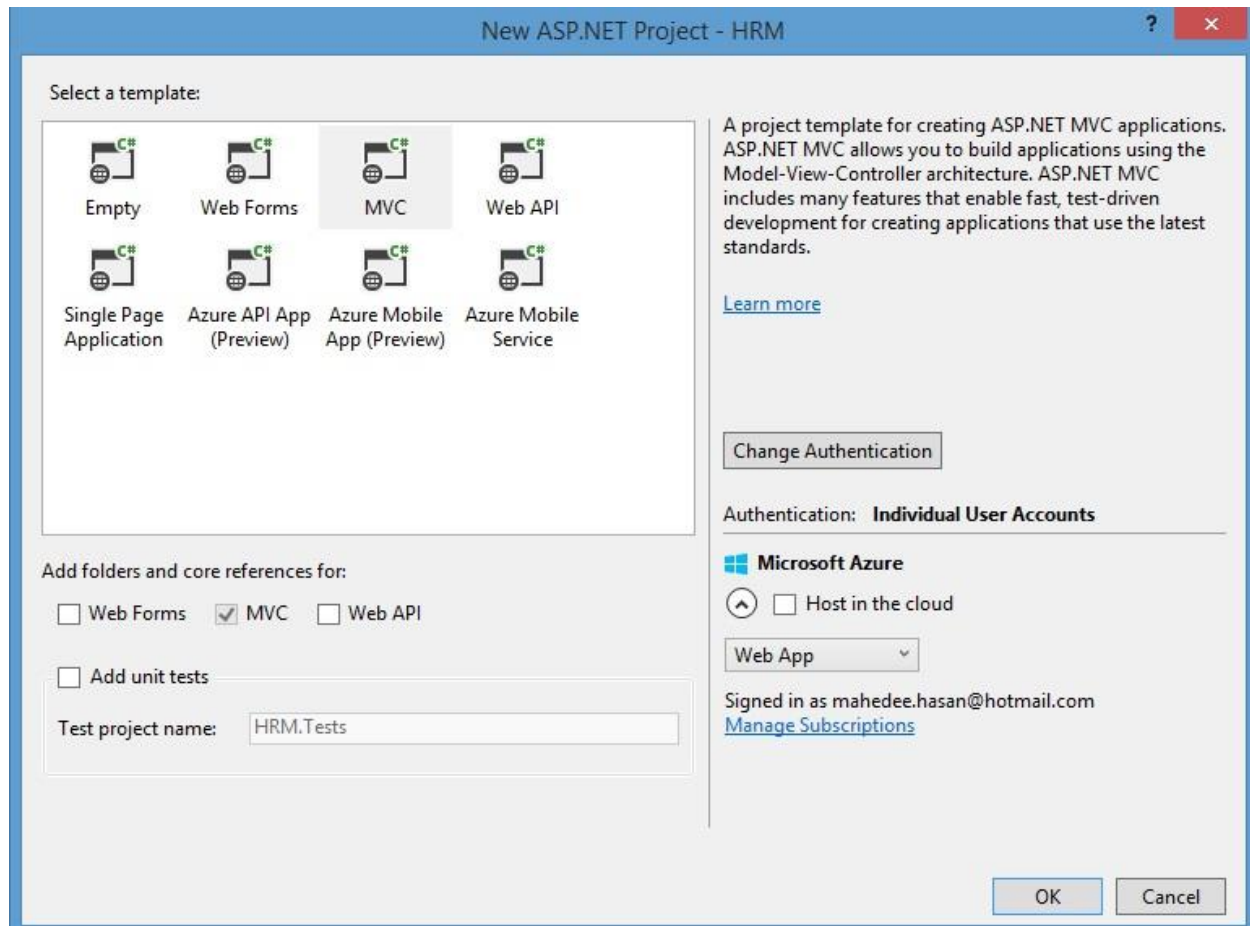 New ASP.NET Project - HRM
?
×
Select a template:
C#
C#
C#
C#
Empty
Web Forms
MVC
Web API
C#
C#
C#
C#
Single Page
Application
Azure API App
(Preview)
Azure Mobile
App (Preview)
Azure Mobile
Service
A project template for creating ASP.NET MVC applications.
ASP.NET MVC allows you to build applications using the
Model-View-Controller architecture. ASP.NET MVC
includes many features that enable fast, test-driven
development for creating applications that use the latest
standards.
Learn more
Change Authentication
Authentication: Individual User Accounts
Add folders and core references for:
Web Forms
MVC
Web API
Add unit tests
Test project name:
HRM.Tests
Microsoft Azure
Host in the cloud
Web App
Signed in as mahedee.hasan@hotmail.com
Manage Subscriptions
OK
Cancel